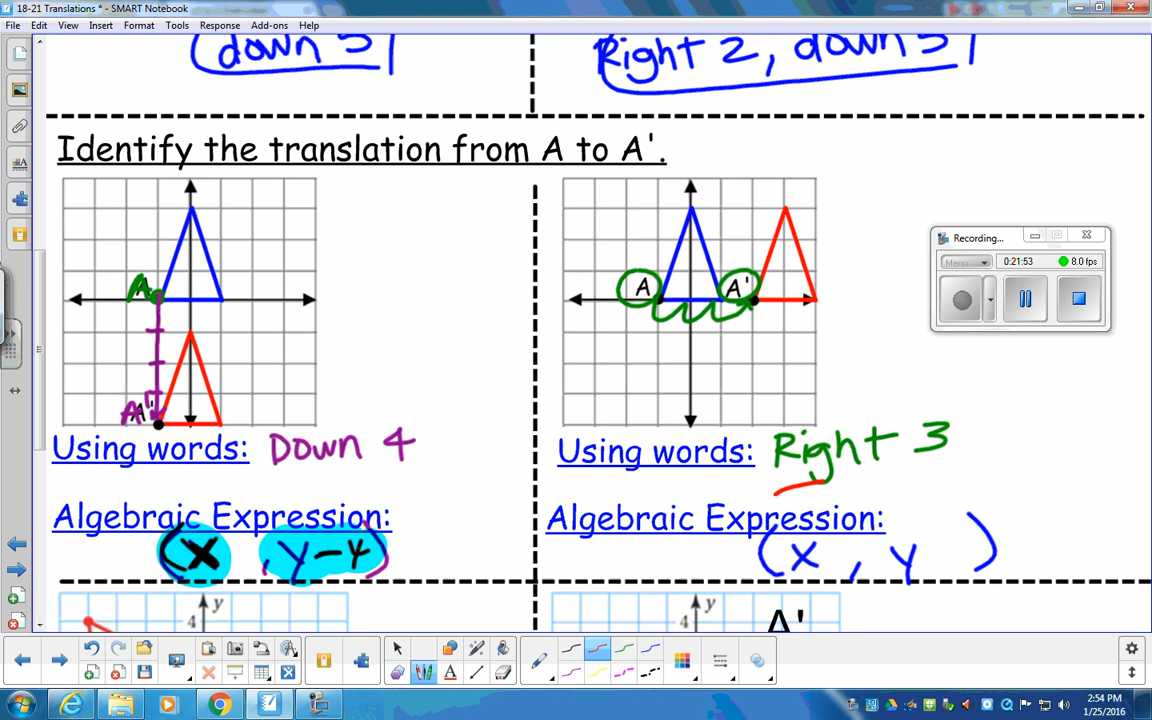 18-21 Translations * - SMART Notebook
File Edit View Insert Format Tools Response Add-ons Help
down 5
Right 2, down 5
Identify the translation from A to A'.
A
A'
A A'
Using words: Down 4
Using words: Right 3
Algebraic Expression:
(x , y-4)
Algebraic Expression:
(x , y )
y
4
y
4
A'
Recording...
Menu
0:21:53
8.0 fps
A
2:54 PM
1/25/2016